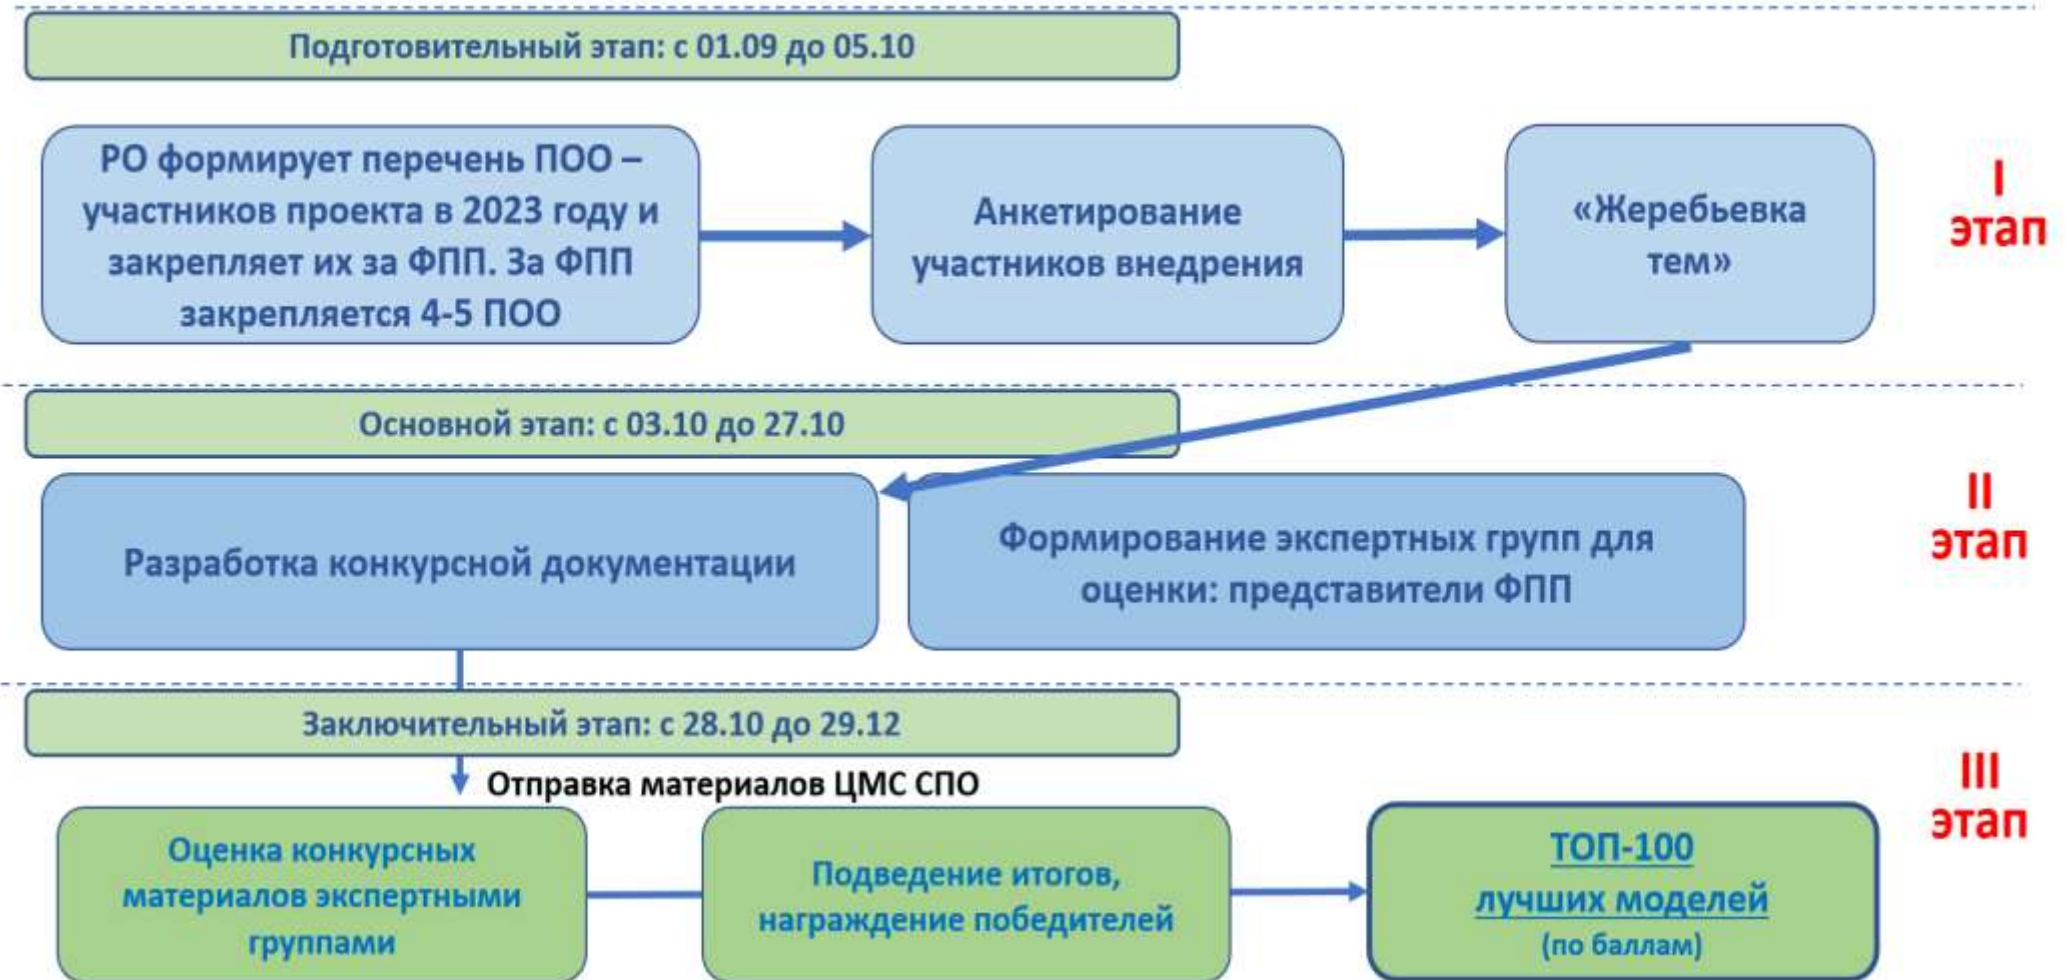 Подготовительный этап: с 01.09 до 05.10
РО формирует перечень ПОО –
участников проекта в 2023 году и
закрепляет их за ФПП. За ФПП
закрепляется 4-5 ПОО
Анкетирование
участников внедрения
«Жеребьевка
тем»
I
этап
Основной этап: с 03.10 до 27.10
Разработка конкурсной документации
Формирование экспертных групп для
оценки: представители ФПП
II
этап
Заключительный этап: с 28.10 до 29.12
Отправка материалов ЦМС СПО
Оценка конкурсных
материалов экспертными
группами
Подведение итогов,
награждение победителей
ТОП-100
лучших моделей
(по баллам)
III
этап